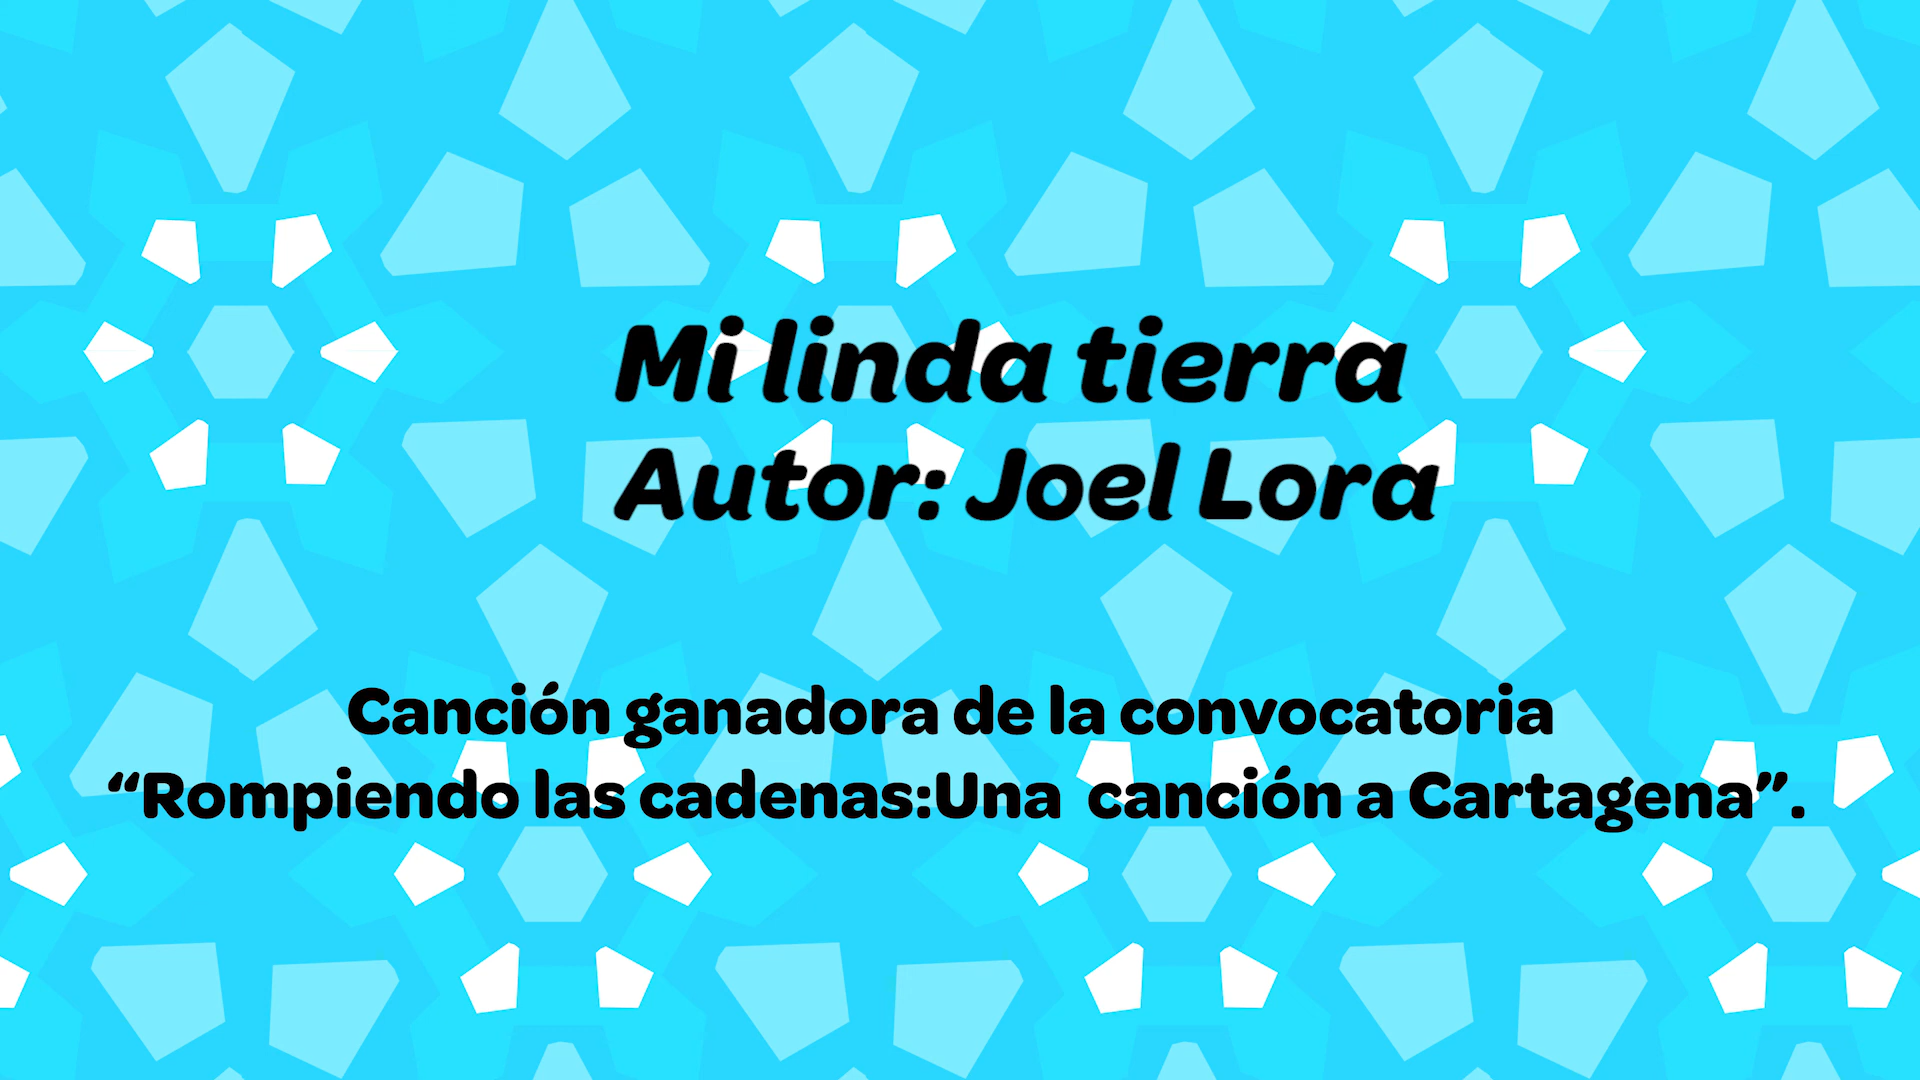 Mi linda tierra
Autor: Joel Lora
Canción ganadora de la convocatoria
“Rompiendo las cadenas:Una  canción a Cartagena”.